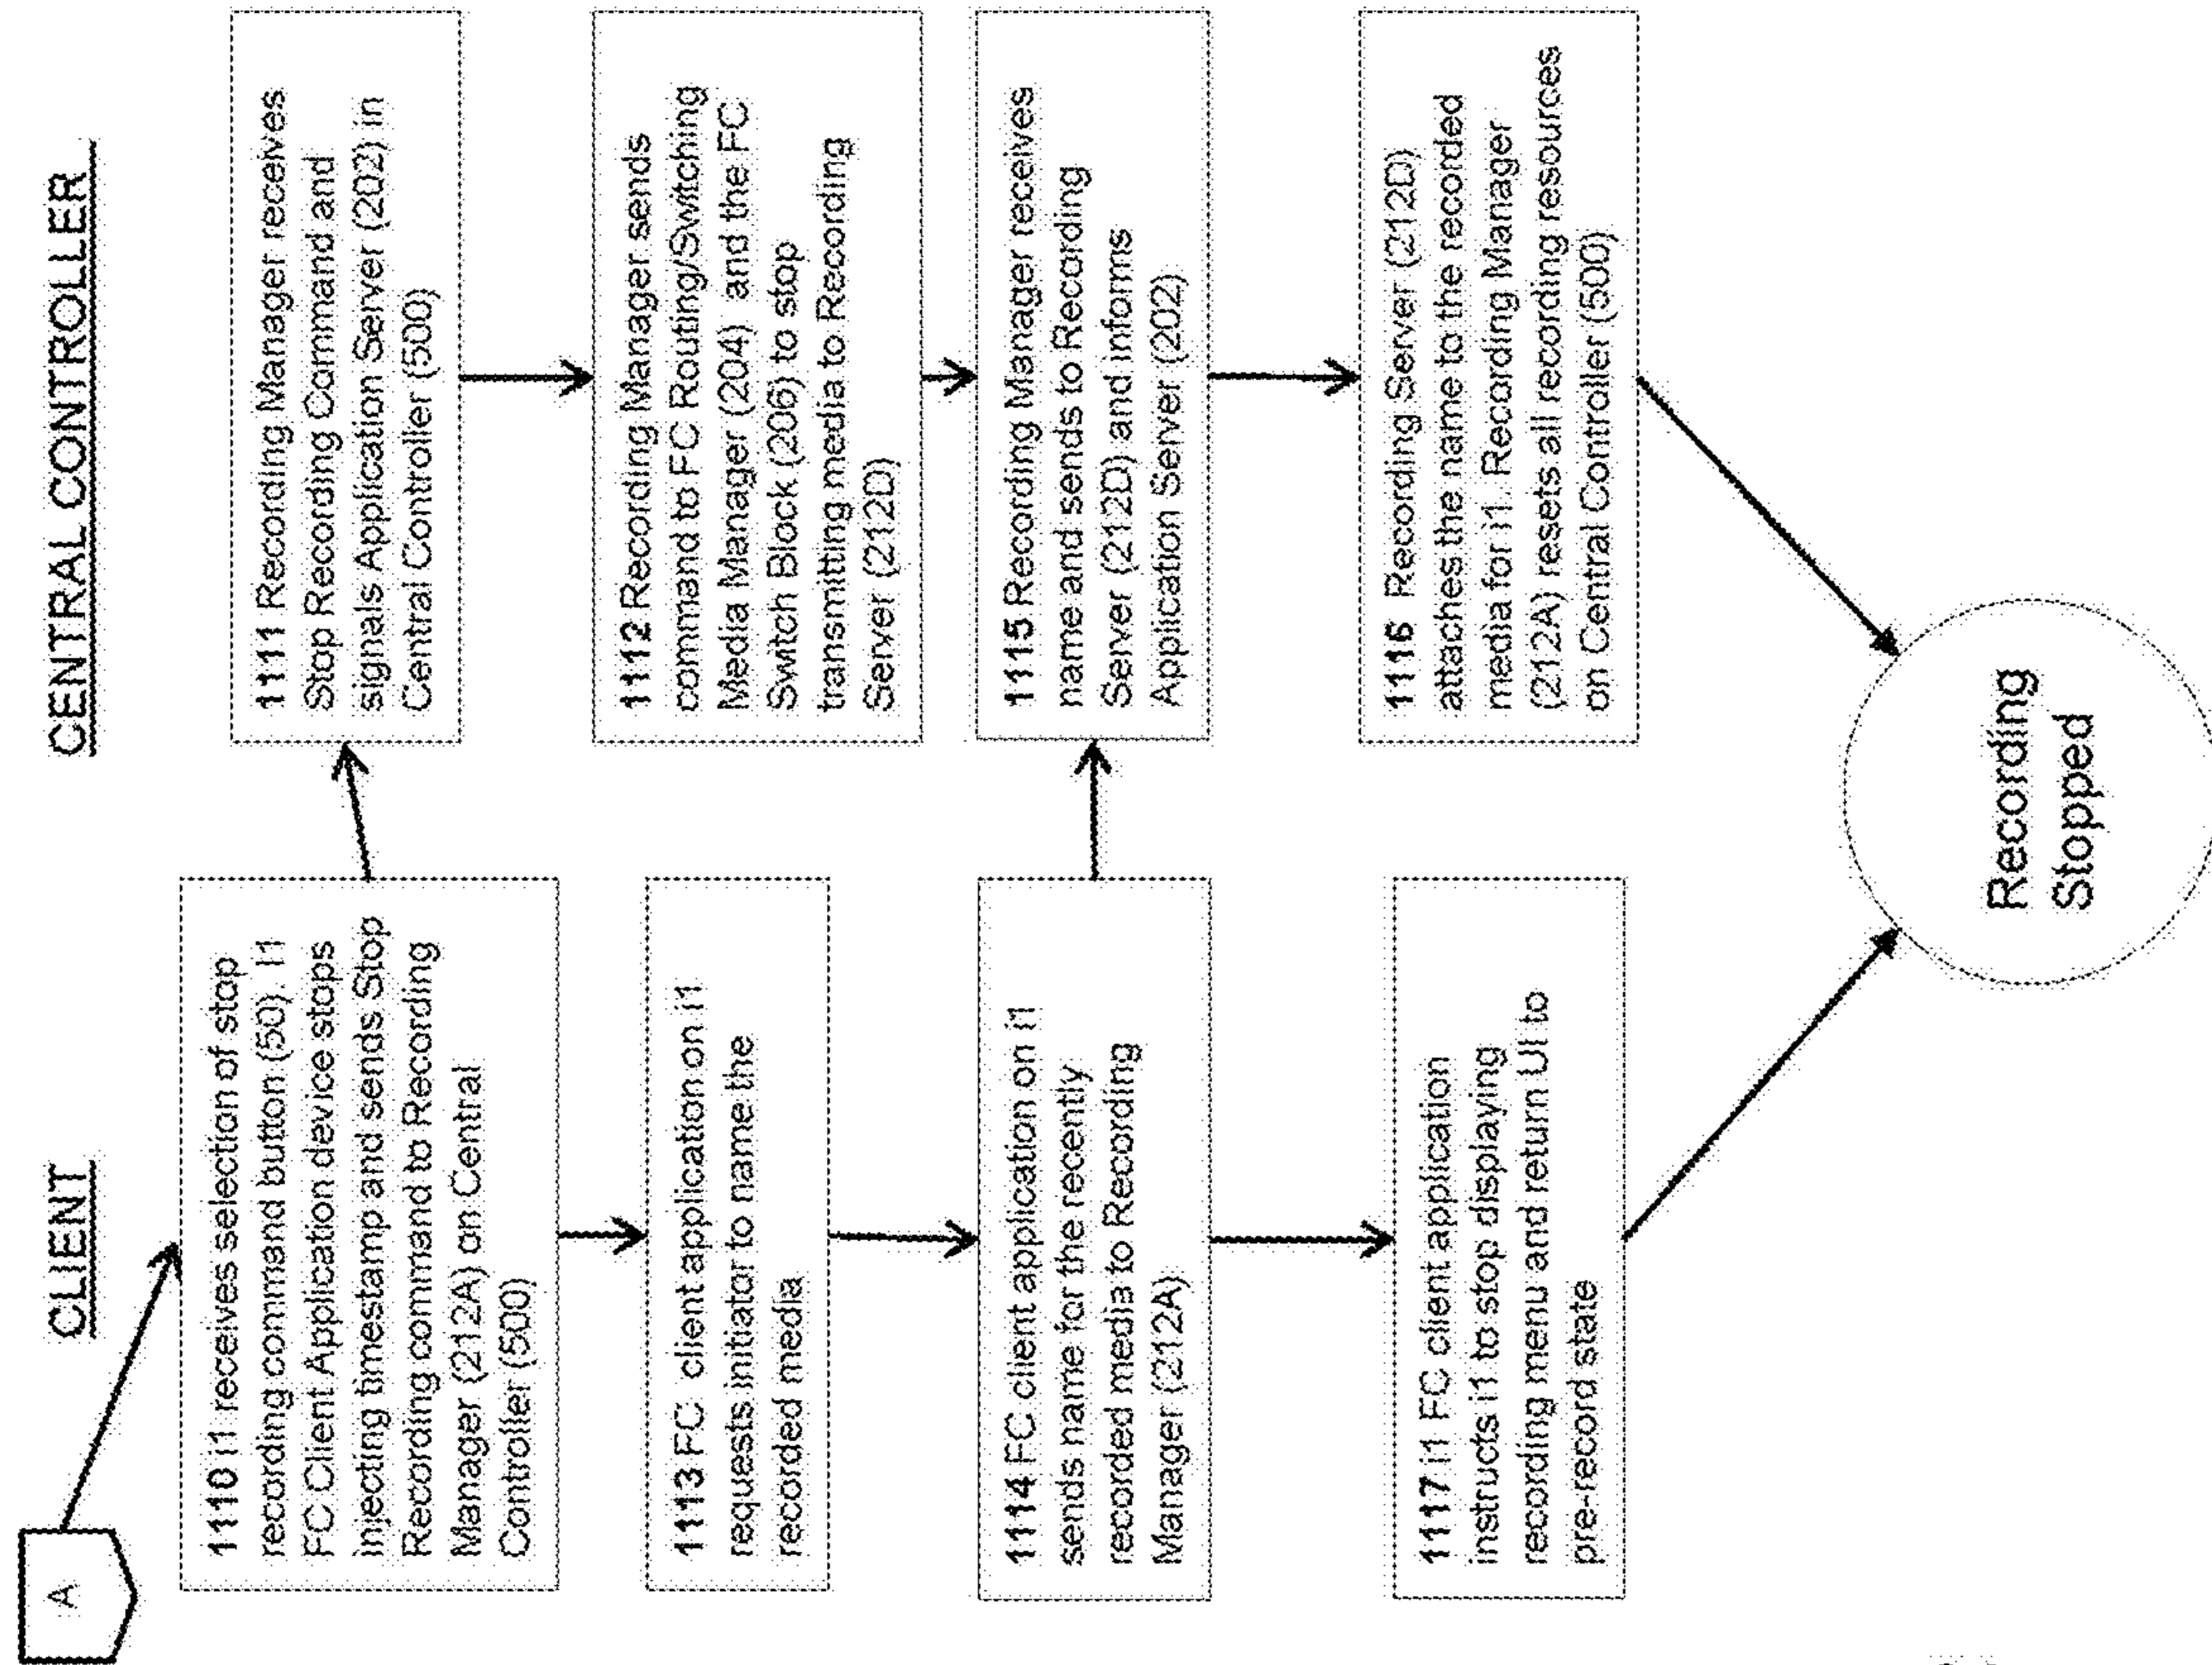 A
CLIENT
CENTRAL CONTROLLER
1110 i1 receives selection of stop
recording command button (50). I1
FC Client Application device stops
injecting timestamp and sends Stop
Recording command to Recording
Manager (212A) on Central
Controller (500)
1111 Recording Manager receives
Stop Recording Command and
signals Application Server (202) in
Central Controller (500)
1112 Recording Manager sends
command to FC Routing/Switching
Media Manager (204) and the FC
Switch Block (206) to stop
transmitting media to Recording
Server (212D)
1113 FC client application on i1
requests initiator to name the
recorded media
1114 FC client application on i1
sends name for the recently
recorded media to Recording
Manager (212A)
1115 Recording Manager receives
name and sends to Recording
Server (212D) and informs
Application Server (202)
1116 Recording Server (212D)
attaches the name to the recorded
media for i1. Recording Manager
(212A) resets all recording resources
on Central Controller (500)
1117 i1 FC client application
instructs i1 to stop displaying
recording menu and return UI to
pre-record state
Recording
Stopped